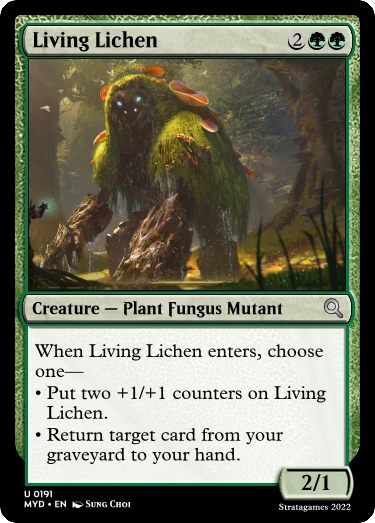 Living Lichen 2
Creature — Plant Fungus Mutant
When Living Lichen enters, choose
one—
• Put two +1/+1 counters on Living
Lichen.
• Return target card from your
graveyard to your hand.
2/1
U 0191
MYD • EN Sung Choi
Stratagames 2022